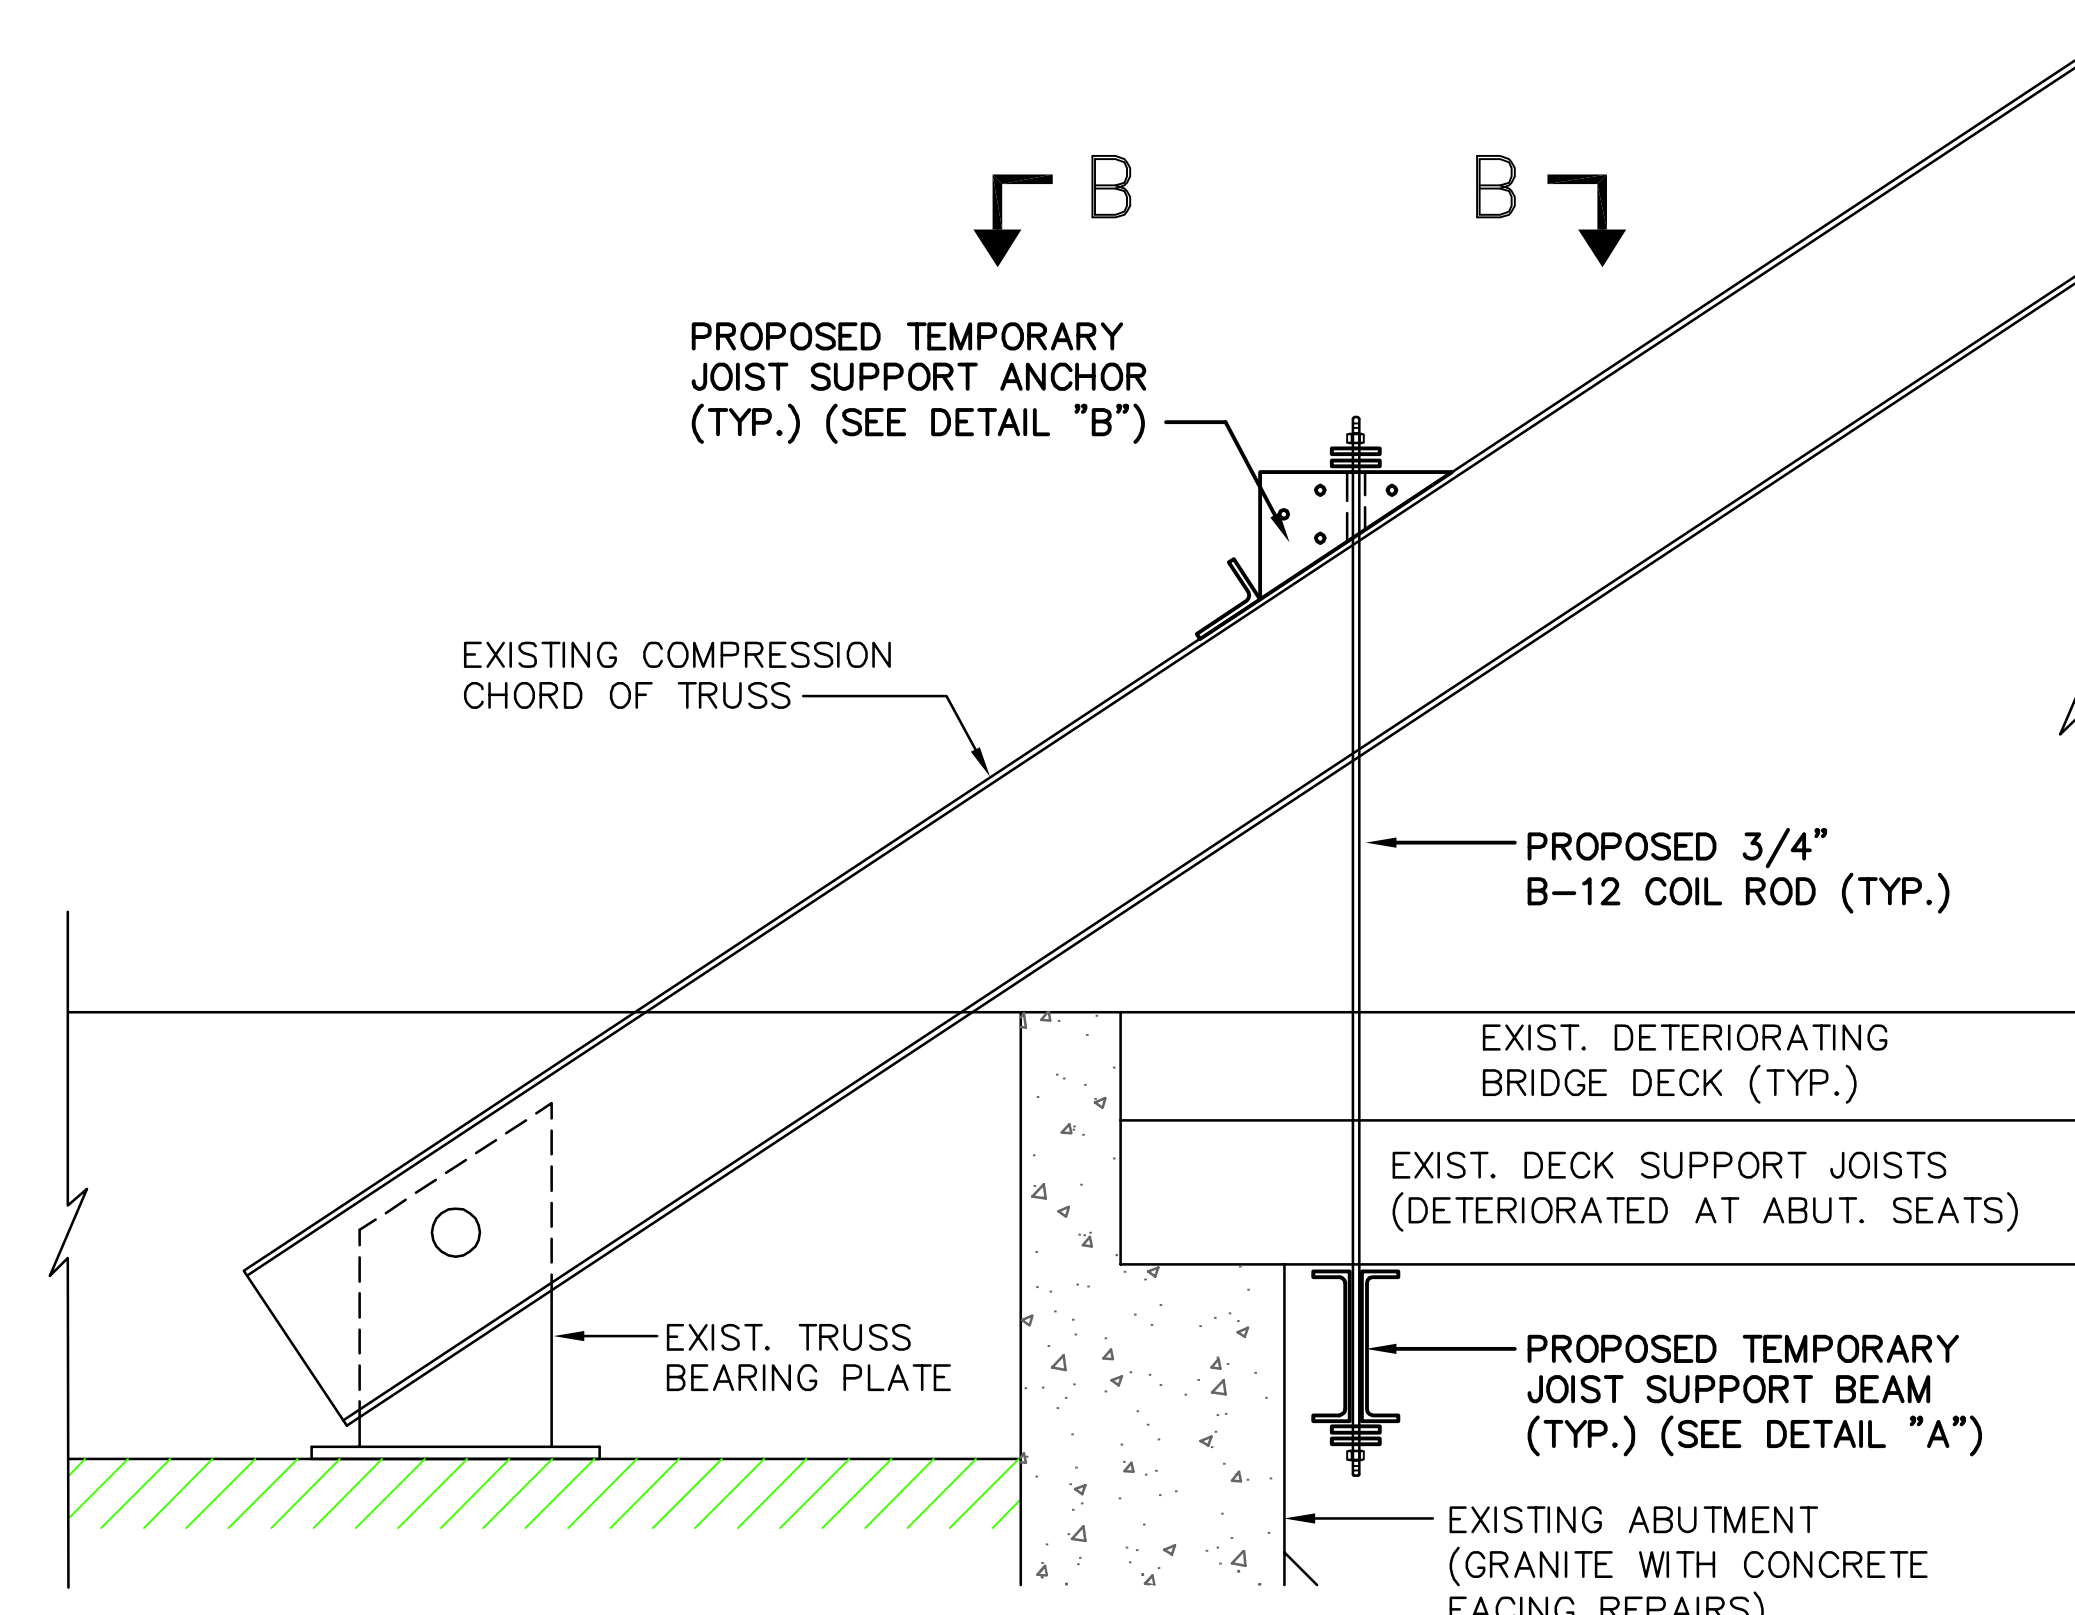 B B
PROPOSED TEMPORARY
JOIST SUPPORT ANCHOR
(TYP.) (SEE DETAIL "B")
EXISTING COMPRESSION
CHORD OF TRUSS
PROPOSED 3/4"
B-12 COIL ROD (TYP.)
EXIST. DETERIORATING
BRIDGE DECK (TYP.)
EXIST. DECK SUPPORT JOISTS
(DETERIORATED AT ABUT. SEATS)
EXIST. TRUSS
BEARING PLATE
PROPOSED TEMPORARY
JOIST SUPPORT BEAM
(TYP.) (SEE DETAIL "A")
EXISTING ABUTMENT
(GRANITE WITH CONCRETE
FACING REPAIRS)